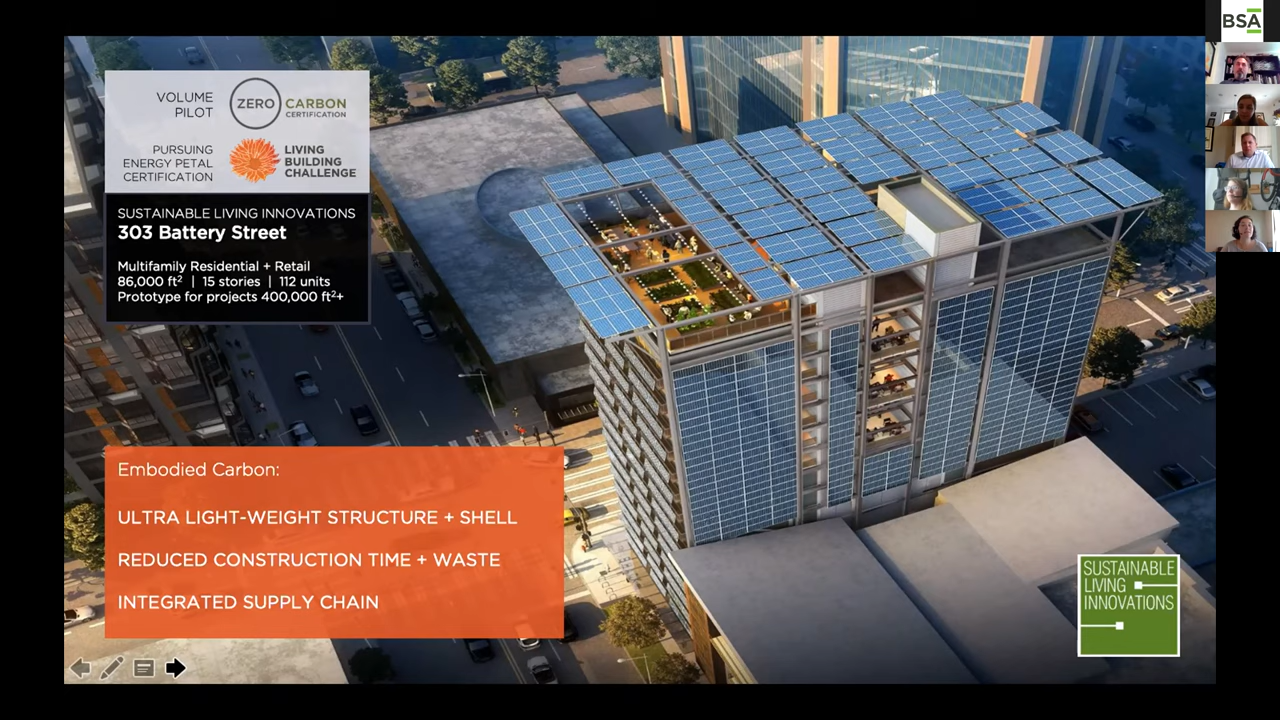 BSA
VOLUME
PILOT
ZERO CARBON
CERTIFICATION
PURSUING
ENERGY PETAL
CERTIFICATION
LIVING
BUILDING
CHALLENGE
SUSTAINABLE LIVING INNOVATIONS
303 Battery Street
Multifamily Residential + Retail
86,000 ft² | 15 stories | 112 units
Prototype for projects 400,000 ft²+
Embodied Carbon:
ULTRA LIGHT-WEIGHT STRUCTURE + SHELL
REDUCED CONSTRUCTION TIME + WASTE
INTEGRATED SUPPLY CHAIN
SUSTAINABLE
LIVING
INNOVATIONS